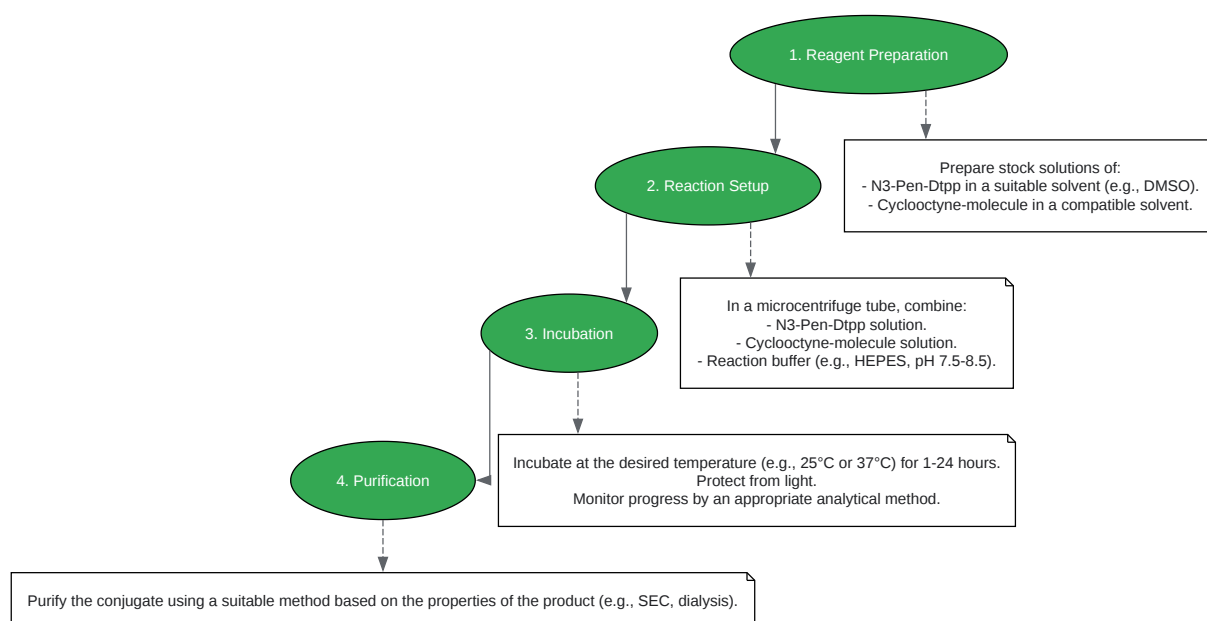 1. Reagent Preparation
Prepare stock solutions of:
- N3-Pen-Dtpp in a suitable solvent (e.g., DMSO).
- Cyclooctyne-molecule in a compatible solvent.
2. Reaction Setup
In a microcentrifuge tube, combine:
- N3-Pen-Dtpp solution.
- Cyclooctyne-molecule solution.
- Reaction buffer (e.g., HEPES, pH 7.5-8.5).
3. Incubation
Incubate at the desired temperature (e.g., 25°C or 37°C) for 1-24 hours.
Protect from light.
Monitor progress by an appropriate analytical method.
4. Purification
Purify the conjugate using a suitable method based on the properties of the product (e.g., SEC, dialysis).